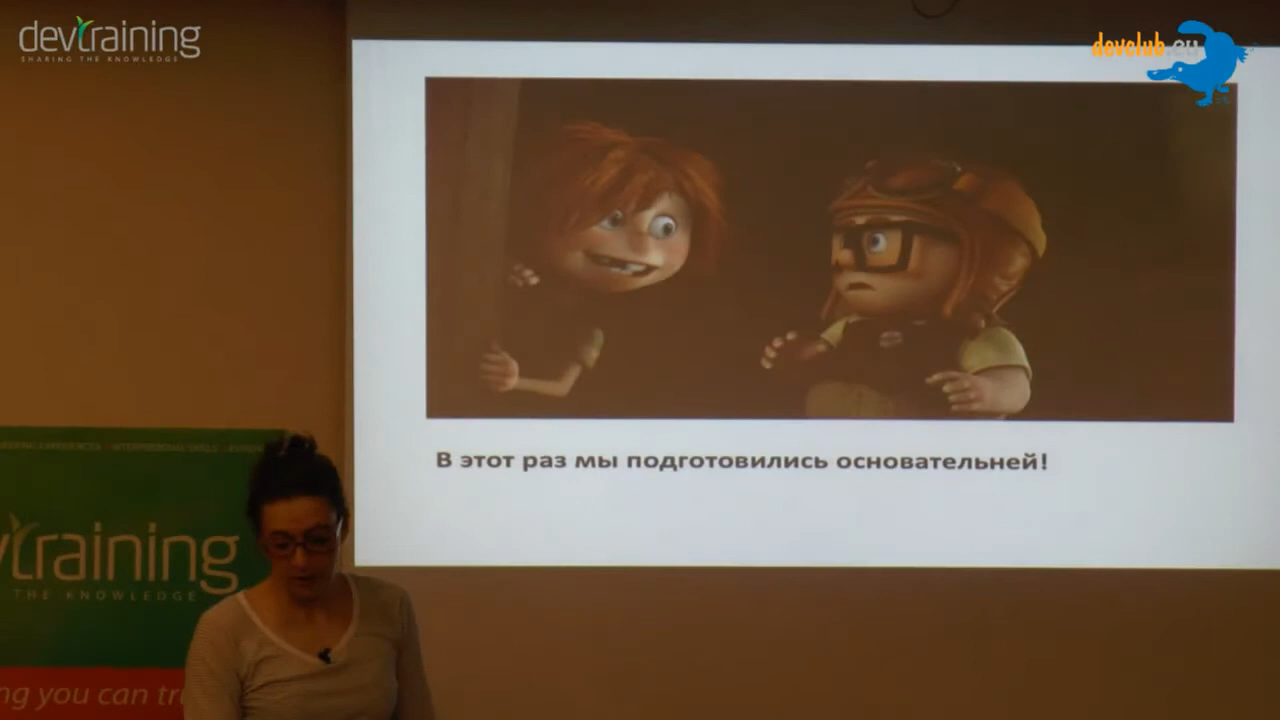 devtraining
SHARING THE KNOWLEDGE
devclub.eu
В этот раз мы подготовились основательней!
training
THE KNOWLEDGE
ng you can tr